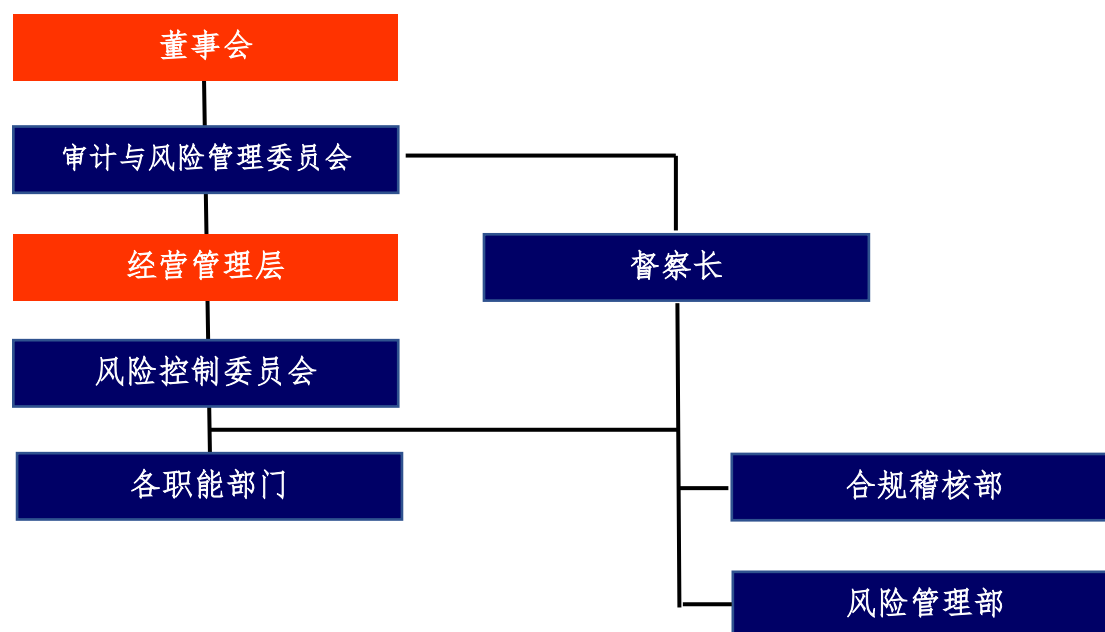 董事会
审计与风险管理委员会
经营管理层
督察长
风险控制委员会
各职能部门
合规稽核部
风险管理部